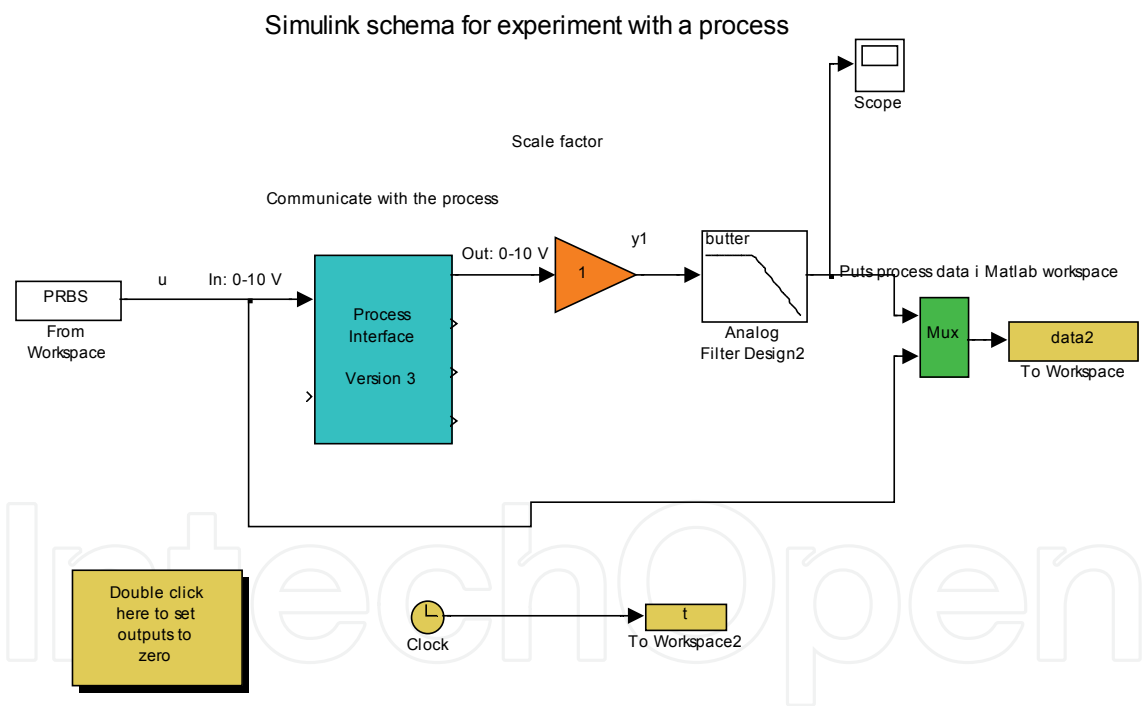 Simulink schema for experiment with a process
Scope
Scale factor
Communicate with the process
u
In: 0-10 V
Out: 0-10 V
1
y1
butter
Puts process data i Matlab workspace
PRBS
From
Workspace
Process
Interface
Version 3
Analog
Filter Design2
Mux
data2
To Workspace
Double click
here to set
outputs to
zero
Clock
t
To Workspace2
IntechOpen